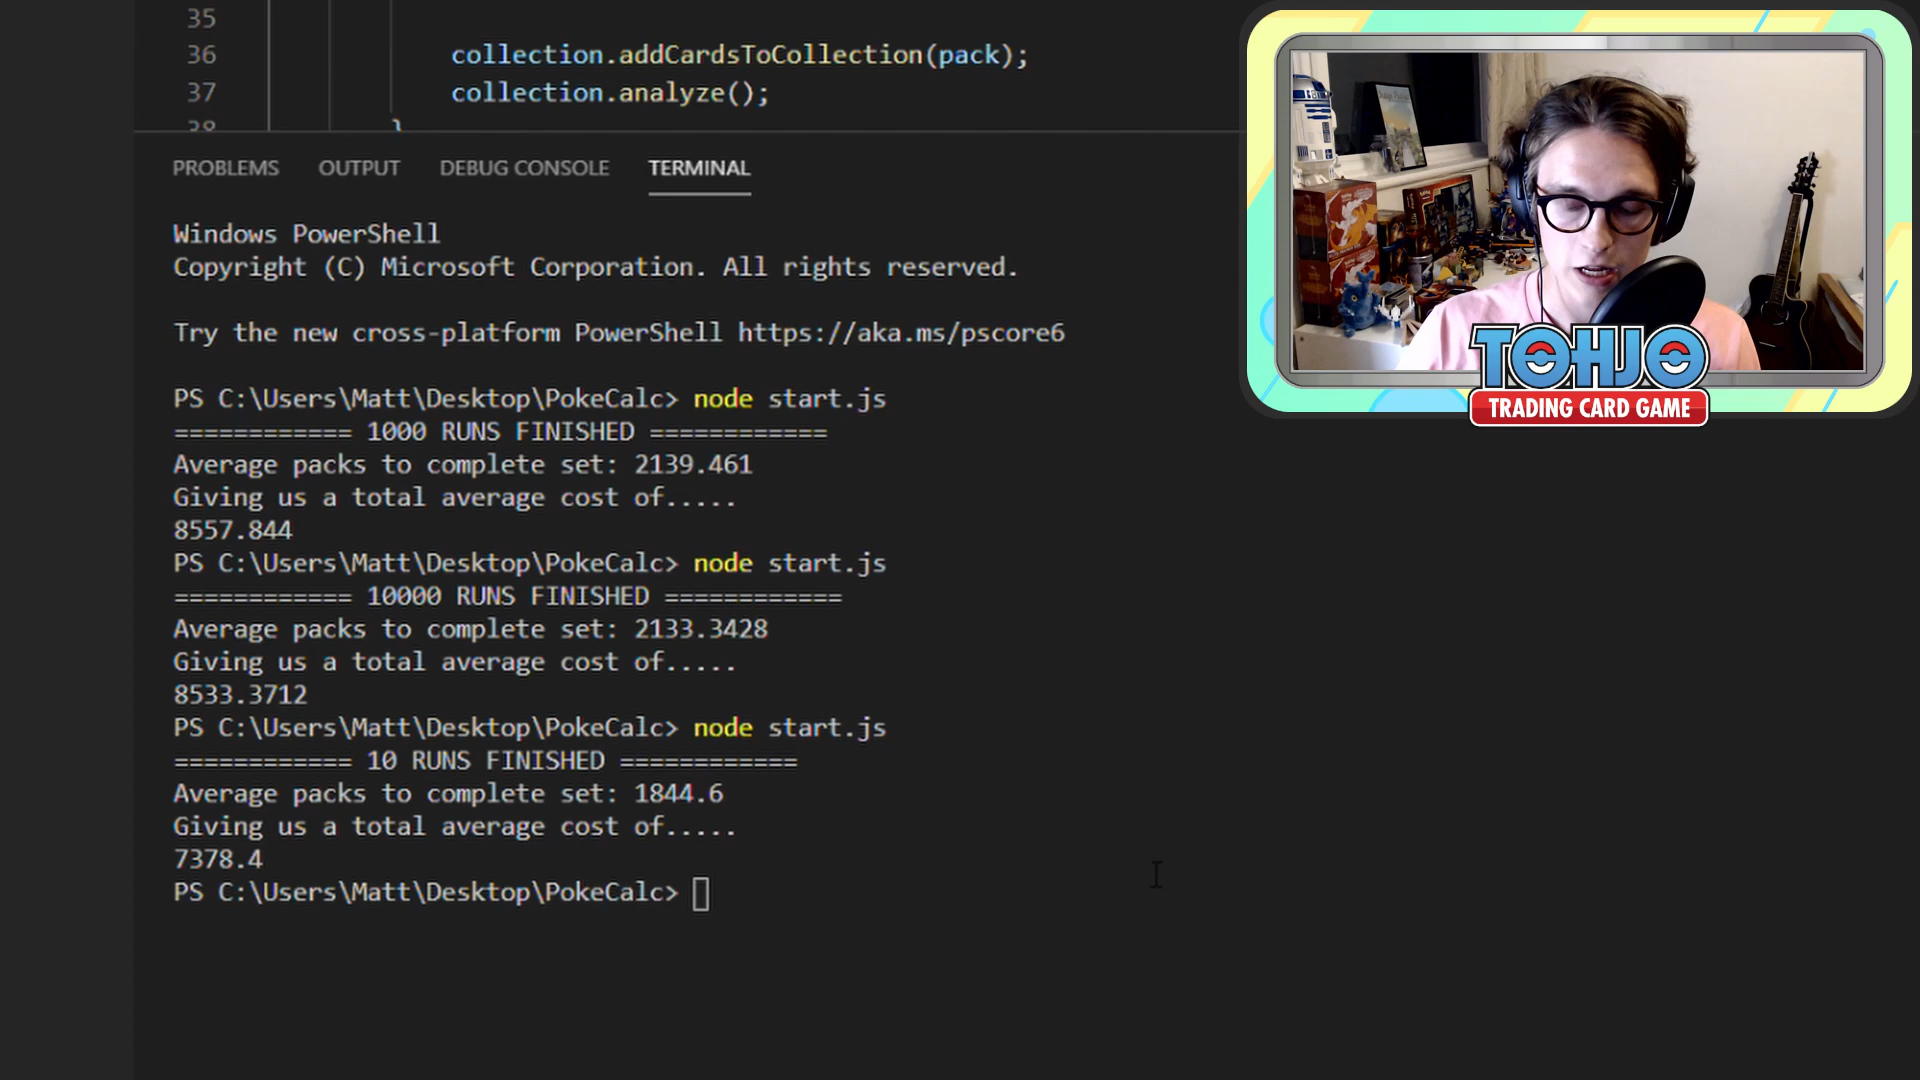 35
36 collection.addCardsToCollection(pack);
37 collection.analyze();
38 }
PROBLEMS OUTPUT DEBUG CONSOLE TERMINAL
Windows PowerShell
Copyright (C) Microsoft Corporation. All rights reserved.
Try the new cross-platform PowerShell https://aka.ms/pscore6
PS C:\Users\Matt\Desktop\PokeCalc> node start.js
============ 1000 RUNS FINISHED ============
Average packs to complete set: 2139.461
Giving us a total average cost of.....
8557.844
PS C:\Users\Matt\Desktop\PokeCalc> node start.js
============ 10000 RUNS FINISHED ============
Average packs to complete set: 2133.3428
Giving us a total average cost of.....
8533.3712
PS C:\Users\Matt\Desktop\PokeCalc> node start.js
============ 10 RUNS FINISHED ============
Average packs to complete set: 1844.6
Giving us a total average cost of.....
7378.4
PS C:\Users\Matt\Desktop\PokeCalc>
TOHJO
TRADING CARD GAME